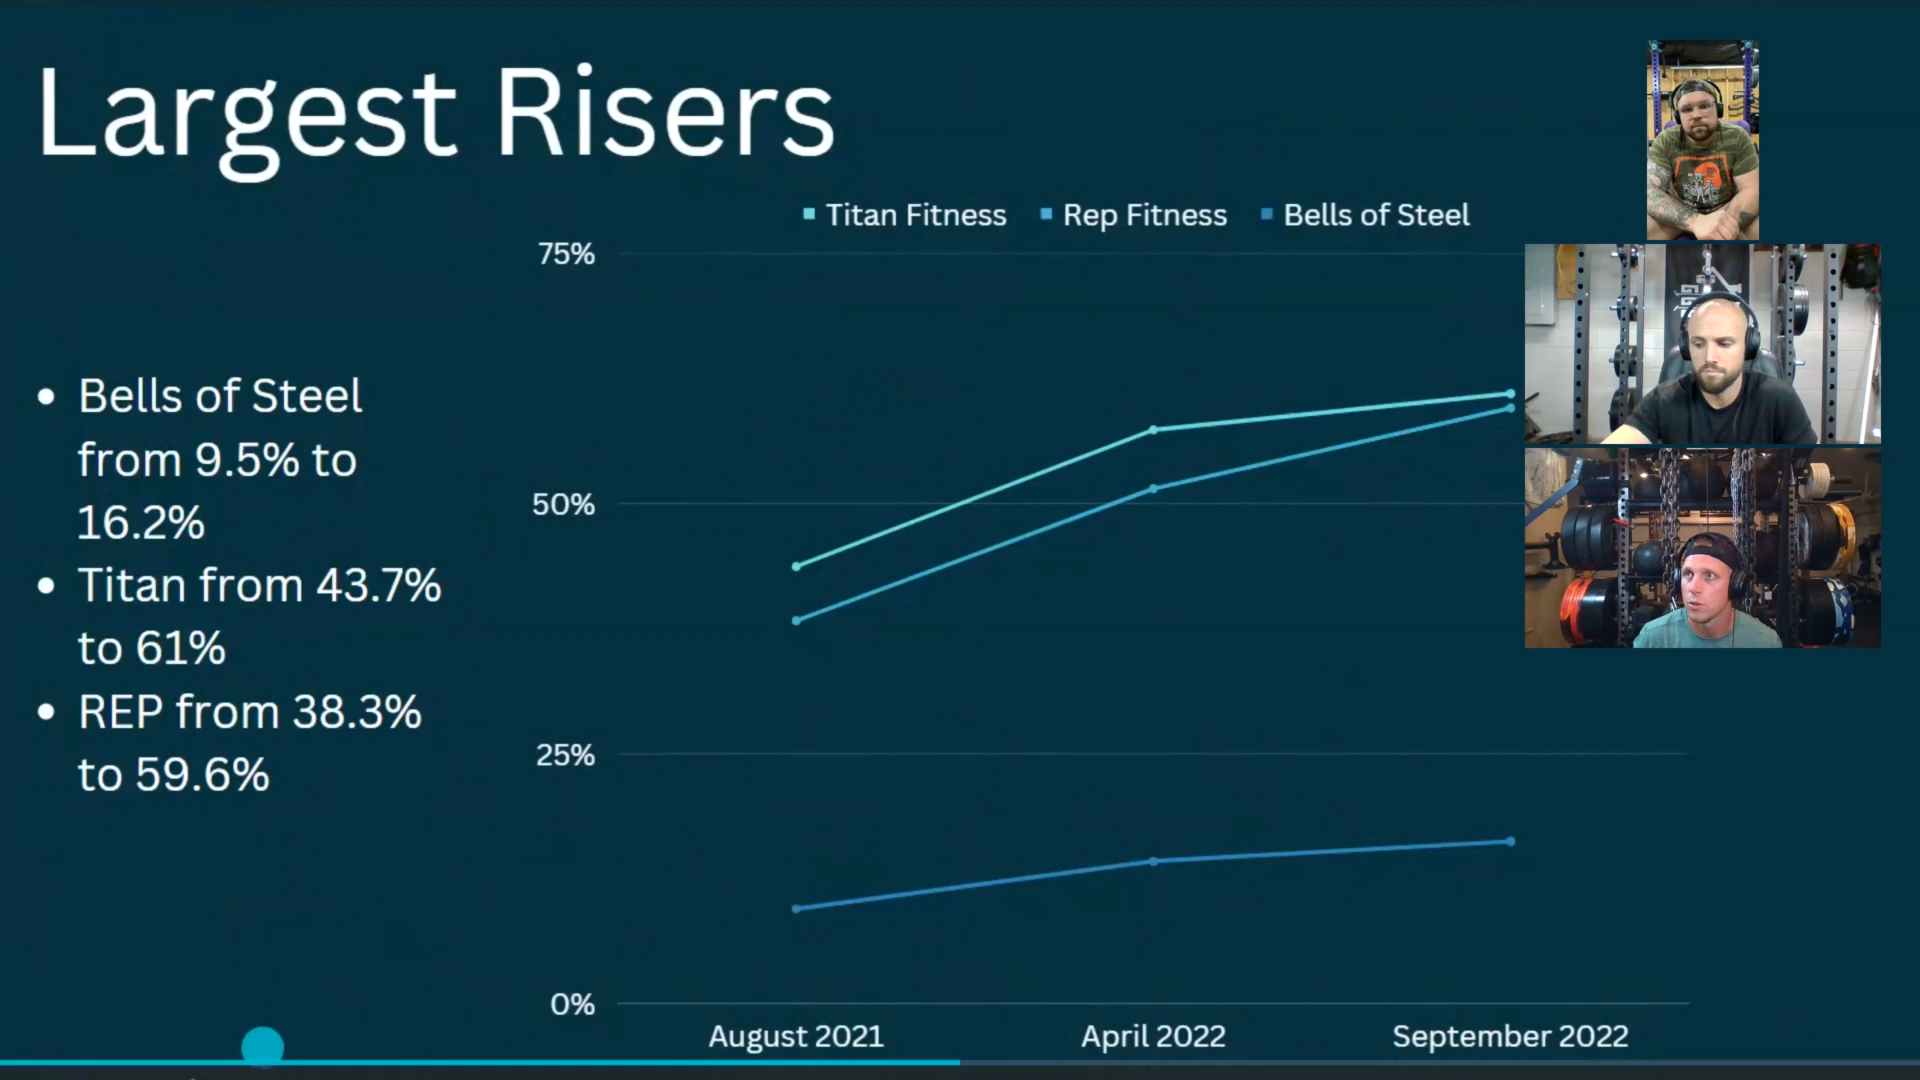 Largest Risers
Titan Fitness Rep Fitness Bells of Steel
75%
50%
25%
0%
August 2021 April 2022 September 2022
• Bells of Steel
from 9.5% to
16.2%
• Titan from 43.7%
to 61%
• REP from 38.3%
to 59.6%